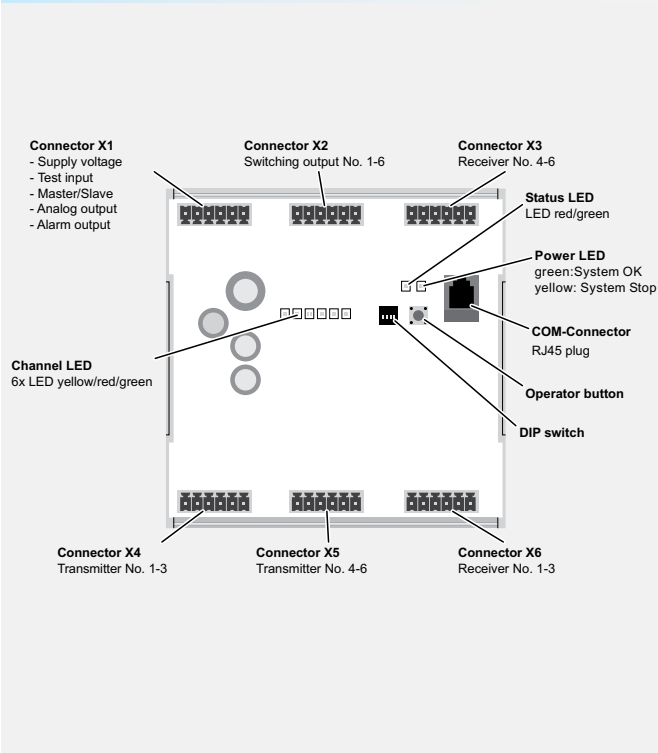 Connector X1
- Supply voltage
- Test input
- Master/Slave
- Analog output
- Alarm output
Connector X2
Switching output No. 1-6
Connector X3
Receiver No. 4-6
Status LED
LED red/green
Power LED
green:System OK
yellow: System Stop
COM-Connector
RJ45 plug
Channel LED
6x LED yellow/red/green
Operator button
DIP switch
Connector X4
Transmitter No. 1-3
Connector X5
Transmitter No. 4-6
Connector X6
Receiver No. 1-3